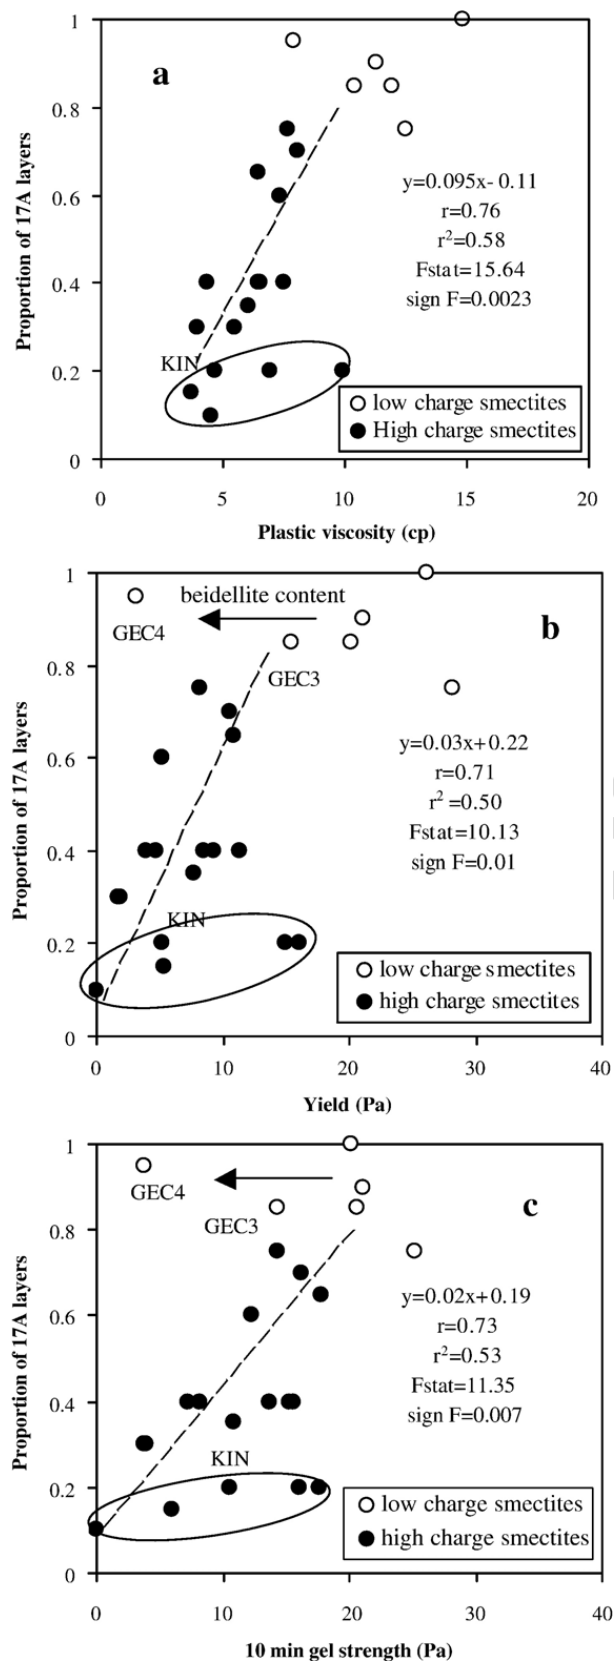 a
1
0.8
0.6
0.4
0.2
0
Proportion of 17A layers
y=0.095x- 0.11
r=0.76
r²=0.58
Fstat=15.64
sign F=0.0023
KIN
low charge smectites
High charge smectites
0 5 10 15 20
Plastic viscosity (cp)
b
1
0.8
0.6
0.4
0.2
0
Proportion of 17A layers
beidellite content
GEC4
GEC3
y=0.03x+0.22
r=0.71
r² =0.50
Fstat=10.13
sign F=0.01
KIN
low charge smectites
high charge smectites
0 10 20 30 40
Yield (Pa)
c
1
0.8
0.6
0.4
0.2
0
Proportion of 17A layers
GEC4
GEC3
y=0.02x+0.19
r=0.73
r²=0.53
Fstat=11.35
sign F=0.007
KIN
low charge smectites
high charge smectites
0 10 20 30 40
10 min gel strength (Pa)